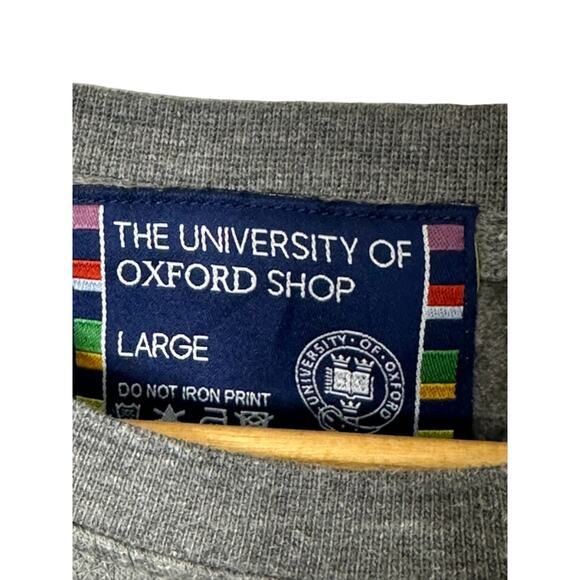 THE UNIVERSITY OF
OXFORD SHOP
LARGE
DO NOT IRON PRINT
UNIVERSITY · OF · OXFORD